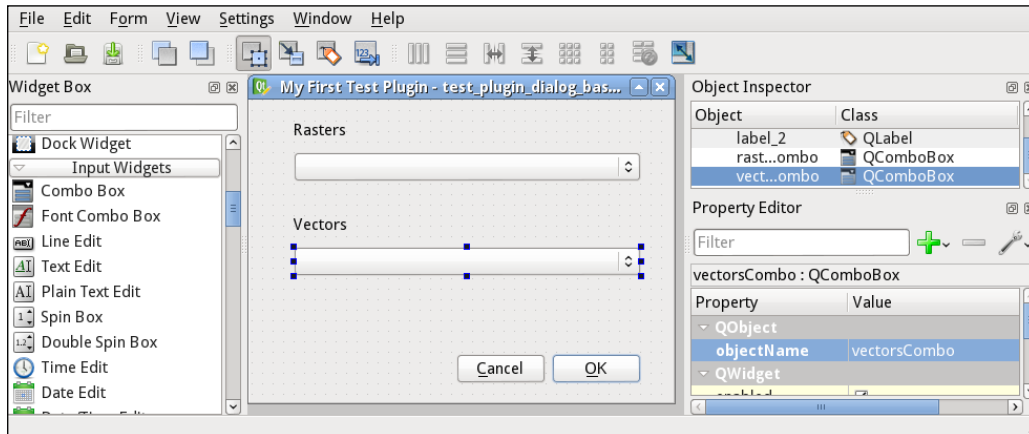 File Edit Form View Settings Window Help
Widget Box
Filter
Dock Widget
Input Widgets
Combo Box
Font Combo Box
Line Edit
Text Edit
Plain Text Edit
Spin Box
Double Spin Box
Time Edit
Date Edit
My First Test Plugin - test_plugin_dialog_bas...
Rasters
Vectors
Cancel OK
Object Inspector
Object Class
label_2 QLabel
rast...ombo QComboBox
vect...ombo QComboBox
Property Editor
Filter
vectorsCombo : QComboBox
Property Value
QObject
objectName vectorsCombo
QWidget